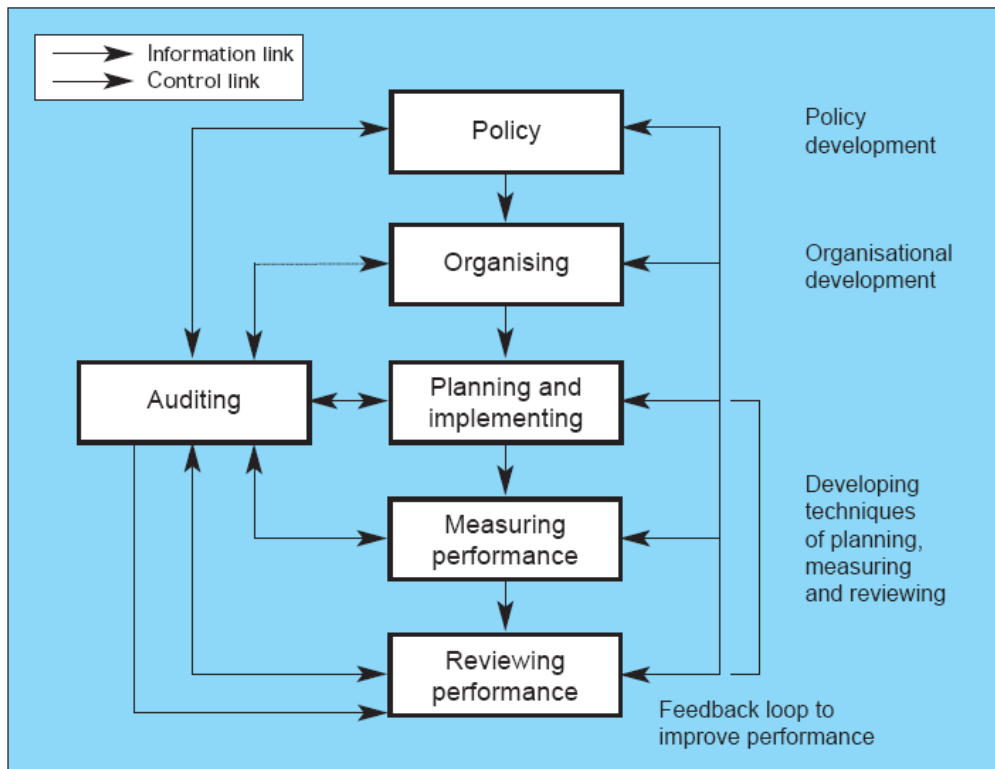 Information link
Control link
Policy
Policy
development
Organising
Organisational
development
Auditing
Planning and
implementing
Developing
techniques
of planning,
measuring
and reviewing
Measuring
performance
Reviewing
performance
Feedback loop to
improve performance